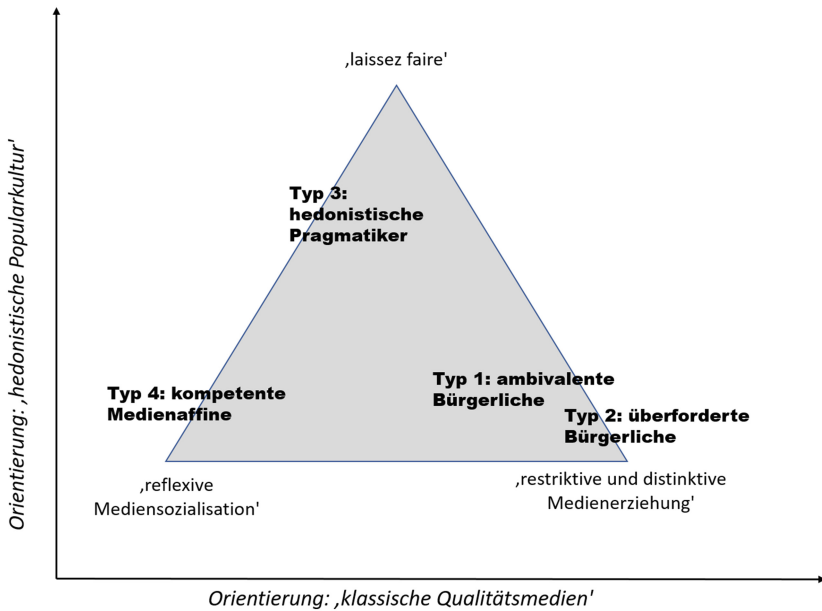 ‚laissez faire'
Typ 3:
hedonistische
Pragmatiker
Typ 1: ambivalente
Bürgerliche
Typ 4: kompetente
Medienaffine
Typ 2: überforderte
Bürgerliche
‚reflexive
Mediensozialisation'
‚restriktive und distinktive
Medienerziehung'
Orientierung: ‚hedonistische Popularkultur'
Orientierung: ‚klassische Qualitätsmedien'